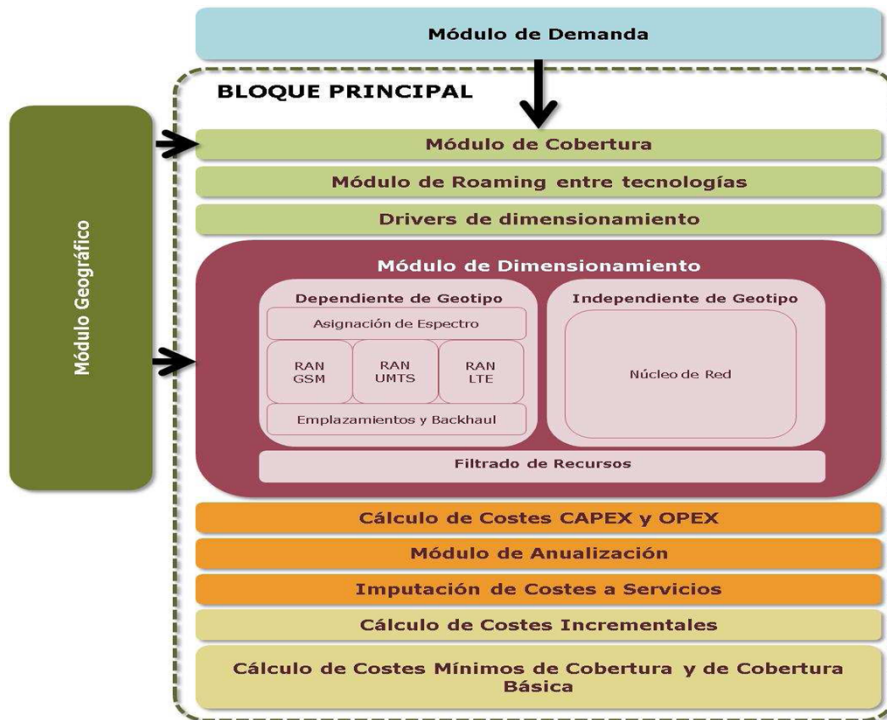 Módulo de Demanda
BLOQUE PRINCIPAL
Módulo Geográfico
Módulo de Cobertura
Módulo de Roaming entre tecnologías
Drivers de dimensionamiento
Módulo de Dimensionamiento
Dependiente de Geotipo
Asignación de Espectro
RAN
GSM
RAN
UMTS
RAN
LTE
Emplazamientos y Backhaul
Independiente de Geotipo
Núcleo de Red
Filtrado de Recursos
Cálculo de Costes CAPEX y OPEX
Módulo de Anualización
Imputación de Costes a Servicios
Cálculo de Costes Incrementales
Cálculo de Costes Mínimos de Cobertura y de Cobertura
Básica